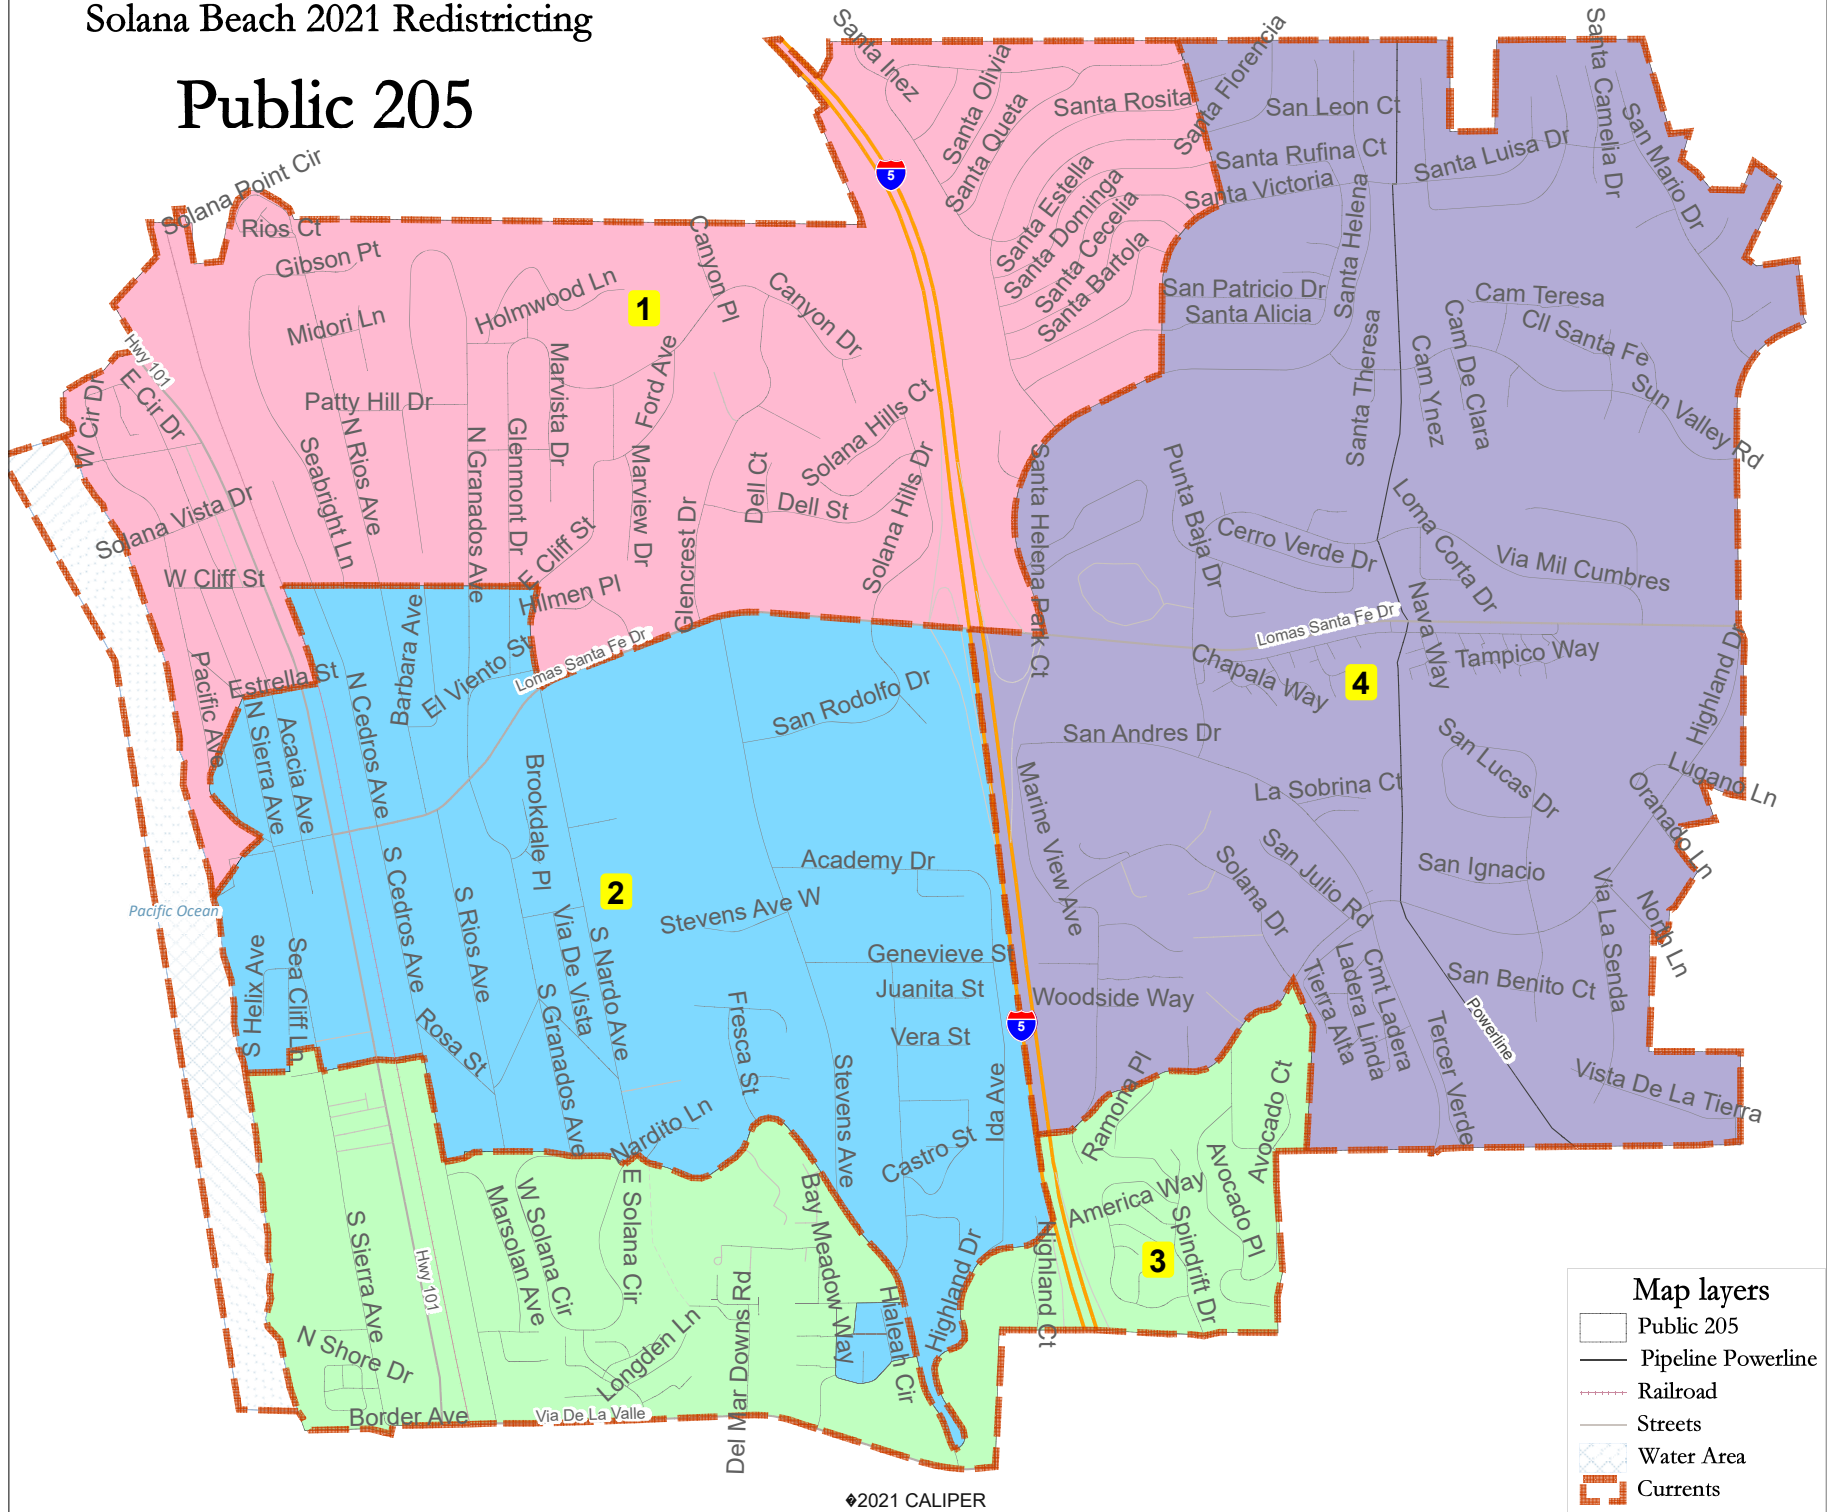 Solana Beach 2021 Redistricting
Public 205
Santa Inez
Santa Olivia
Santa Queta
Santa Rosita
Santa Florencia
San Leon Ct
Santa Rufina Ct
Santa Victoria
Santa Luisa Dr
Santa Camelia Dr
San Mario Dr
Solana Point Cir
Rios Ct
Gibson Pt
Midori Ln
Holmwood Ln
1
Canyon Pl
Canyon Dr
5
Santa Estella
Santa Dominga
Santa Cecelia
Santa Bartola
San Patricio Dr
Santa Alicia
Santa Helena
Santa Theresa
Cam Teresa
Cll Santa Fe
Cam Ynez
Cam De Clara
Sun Valley Rd
Hwy 101
W Cir Dr
E Cir Dr
Patty Hill Dr
N Rios Ave
Seabright Ln
N Granados Ave
Glenmont Dr
Marvista Dr
Ford Ave
Marview Dr
Glencrest Dr
Dell Ct
Dell St
Solana Hills Ct
Solana Hills Dr
Santa Helena Park Ct
Punta Baja Dr
Cerro Verde Dr
Loma Corta Dr
Via Mil Cumbres
Solana Vista Dr
W Cliff St
E Cliff St
Hilmen Pl
Lomas Santa Fe Dr
Lomas Santa Fe Dr
Nava Way
Chapala Way
4
Tampico Way
Highland Dr
Pacific Ave
Estrella St
N Sierra Ave
Acacia Ave
N Cedros Ave
Barbara Ave
El Viento St
San Rodolfo Dr
San Andres Dr
San Lucas Dr
Lugano Ln
Oranado Ln
La Sobrina Ct
Brookdale Pl
Marine View Ave
Academy Dr
Solana Dr
San Julio Rd
San Ignacio
Via La Senda
North Ln
2
Stevens Ave W
Pacific Ocean
S Cedros Ave
S Rios Ave
Via De Vista
S Nardo Ave
S Helix Ave
Sea Cliff Ln
Genevieve St
Juanita St
Vera St
Woodside Way
5
Tierra Alta
Ladera Linda
Cmt Ladera
San Benito Ct
Powerline
Tercer Verde
Vista De La Tierra
Rosa St
S Granados Ave
Fresca St
Stevens Ave
Ida Ave
Ramona Pl
Avocado Ct
Nardito Ln
Castro St
America Way
Avocado Pl
Spindrift Dr
3
S Sierra Ave
Hwy 101
Marsolan Ave
W Solana Cir
E Solana Cir
Bay Meadow Way
Hialeah Cir
Highland Dr
Highland Ct
N Shore Dr
Longden Ln
Del Mar Downs Rd
Border Ave
Via De La Valle
Map layers
Public 205
Pipeline Powerline
Railroad
Streets
Water Area
Currents
�2021 CALIPER